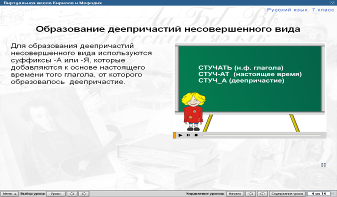 Виртуальная школа Кирилла и Мефодия
Русский язык. 7 класс
Образование деепричастий несовершенного вида
Для образования деепричастий
несовершенного вида используются
суффиксы -А или -Я, которые
добавляются к основе настоящего
времени того глагола, от которого
образовалось деепричастие.
СТУЧАТЬ (н.ф. глагола)
СТУЧ-АТ (настоящее время)
СТУЧ_А (деепричастие)